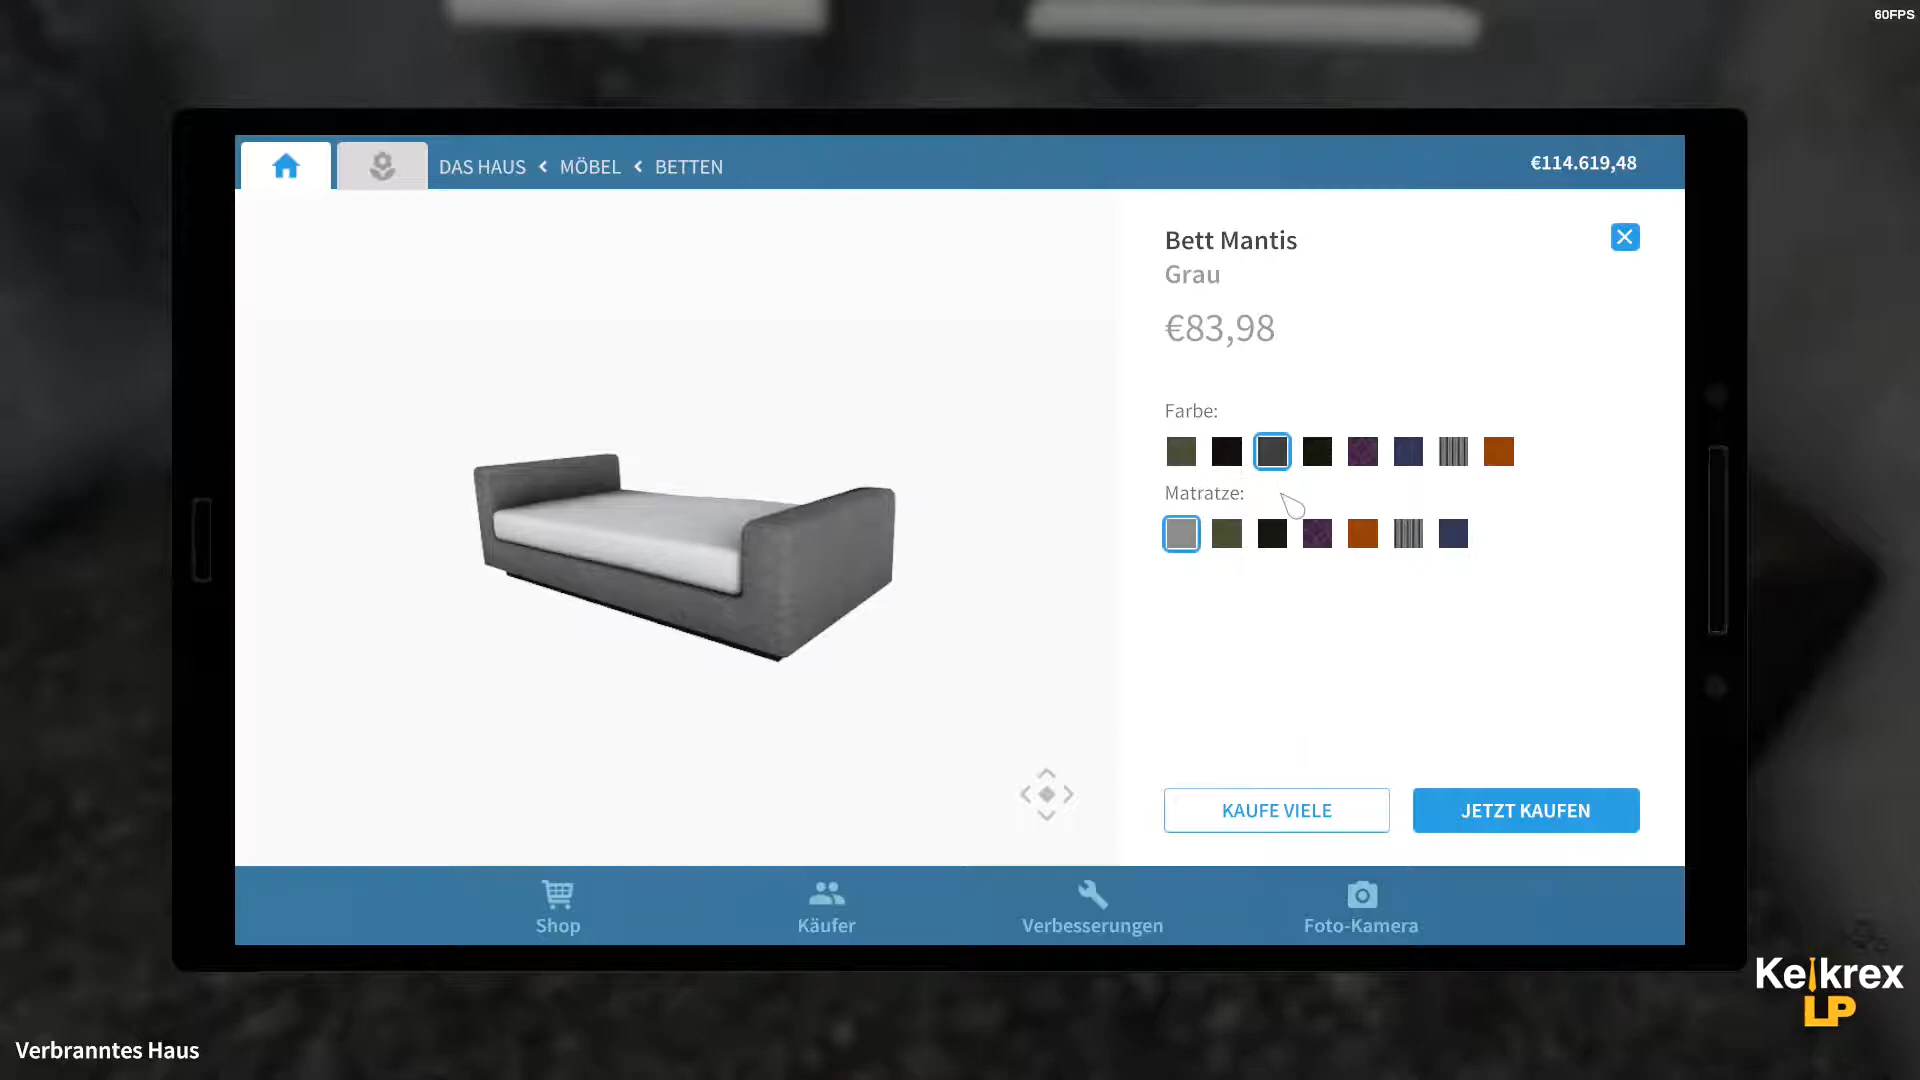 60FPS
DAS HAUS < MÖBEL < BETTEN
€114.619,48
Bett Mantis
Grau
€83,98
Farbe:
Matratze:
KAUFE VIELE
JETZT KAUFEN
Shop
Käufer
Verbesserungen
Foto-Kamera
Keikrex
LP
Verbranntes Haus